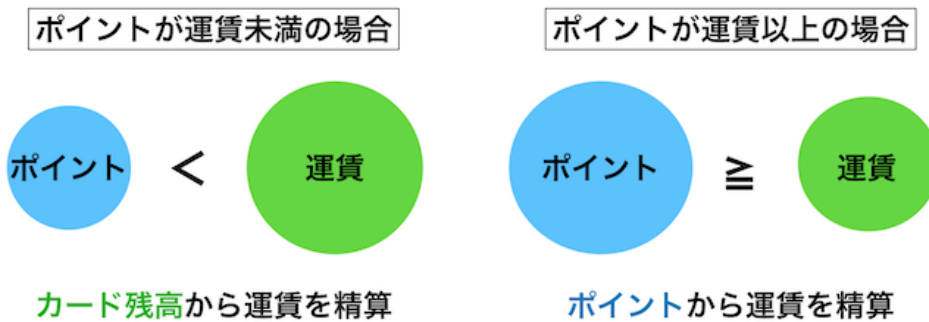 ポイントが運賃未満の場合
ポイント < 運賃
カード残高から運賃を精算
ポイントが運賃以上の場合
ポイント ≧ 運賃
ポイントから運賃を精算